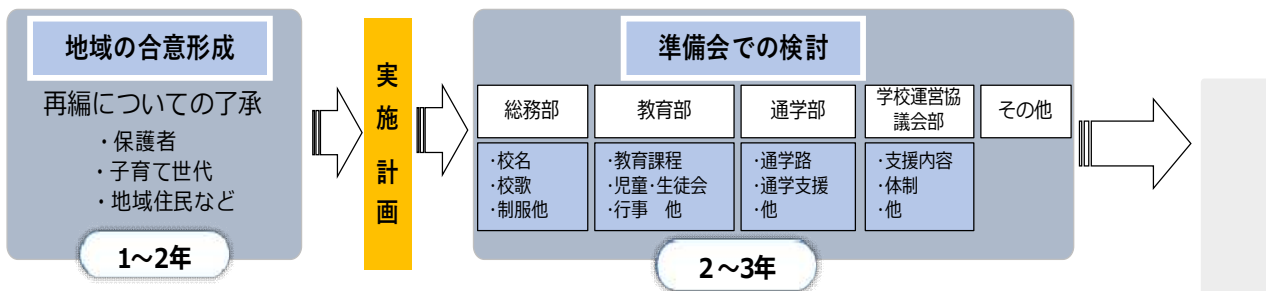 地域の合意形成
再編についての了承
・保護者
・子育て世代
・地域住民など
1～2年
実施計画
準備会での検討
総務部
・校名
・校歌
・制服他
教育部
・教育課程
・児童・生徒会
・行事　他
通学部
・通学路
・通学支援
・他
学校運営協
議会部
・支援内容
・体制
・他
その他
2～3年